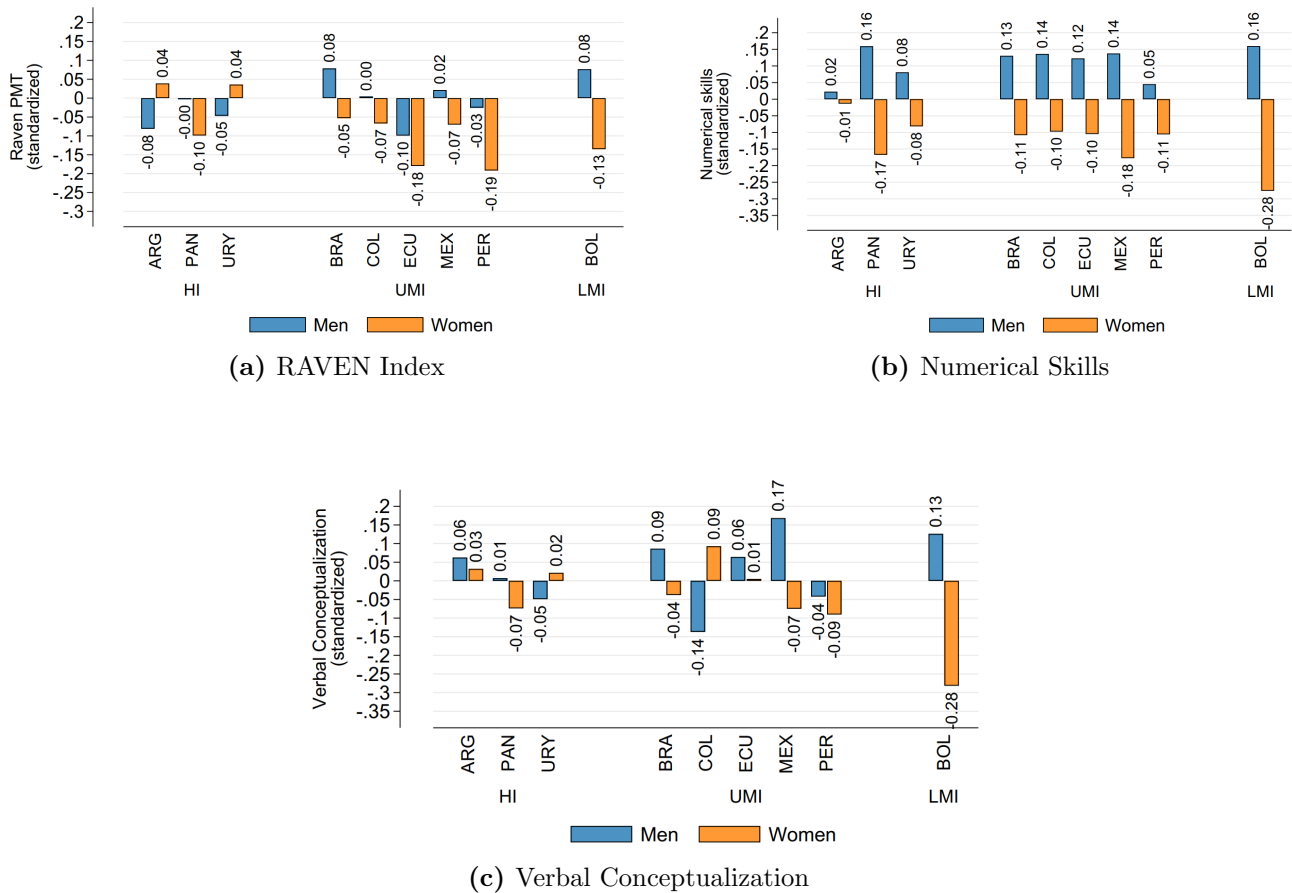 Raven PMT
(standardized)
.2
.15
.1
.05
0
-.05
-.1
-.15
-.2
-.25
-.3
-0.08
0.04
-0.00
-0.10
-0.05
0.04
0.08
-0.05
0.00
-0.07
-0.10
-0.18
0.02
-0.07
-0.03
-0.19
0.08
-0.13
ARG
PAN
URY
BRA
COL
ECU
MEX
PER
BOL
HI
UMI
LMI
Men
Women
(a) RAVEN Index
Numerical skills
(standardized)
.2
.15
.1
.05
0
-.05
-.1
-.15
-.2
-.25
-.3
-.35
0.02
-0.01
0.16
-0.17
0.08
-0.08
0.13
-0.11
0.14
-0.10
0.12
-0.10
0.14
-0.18
0.05
-0.11
0.16
-0.28
ARG
PAN
URY
BRA
COL
ECU
MEX
PER
BOL
HI
UMI
LMI
Men
Women
(b) Numerical Skills
Verbal Conceptualization
(standardized)
.2
.15
.1
.05
0
-.05
-.1
-.15
-.2
-.25
-.3
-.35
0.06
0.03
0.01
-0.07
-0.05
0.02
0.09
-0.04
-0.14
0.09
0.06
0.01
0.17
-0.07
-0.04
-0.09
0.13
-0.28
ARG
PAN
URY
BRA
COL
ECU
MEX
PER
BOL
HI
UMI
LMI
Men
Women
(c) Verbal Conceptualization